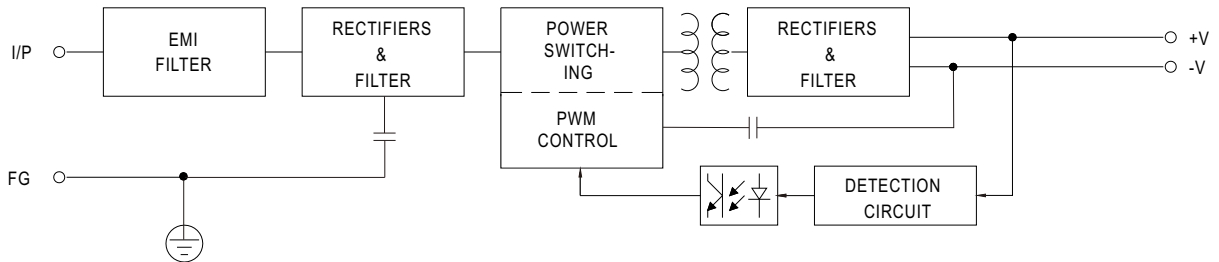 I/P
EMI
FILTER
RECTIFIERS
&
FILTER
POWER
SWITCH-
ING
PWM
CONTROL
RECTIFIERS
&
FILTER
+V
-V
FG
DETECTION
CIRCUIT